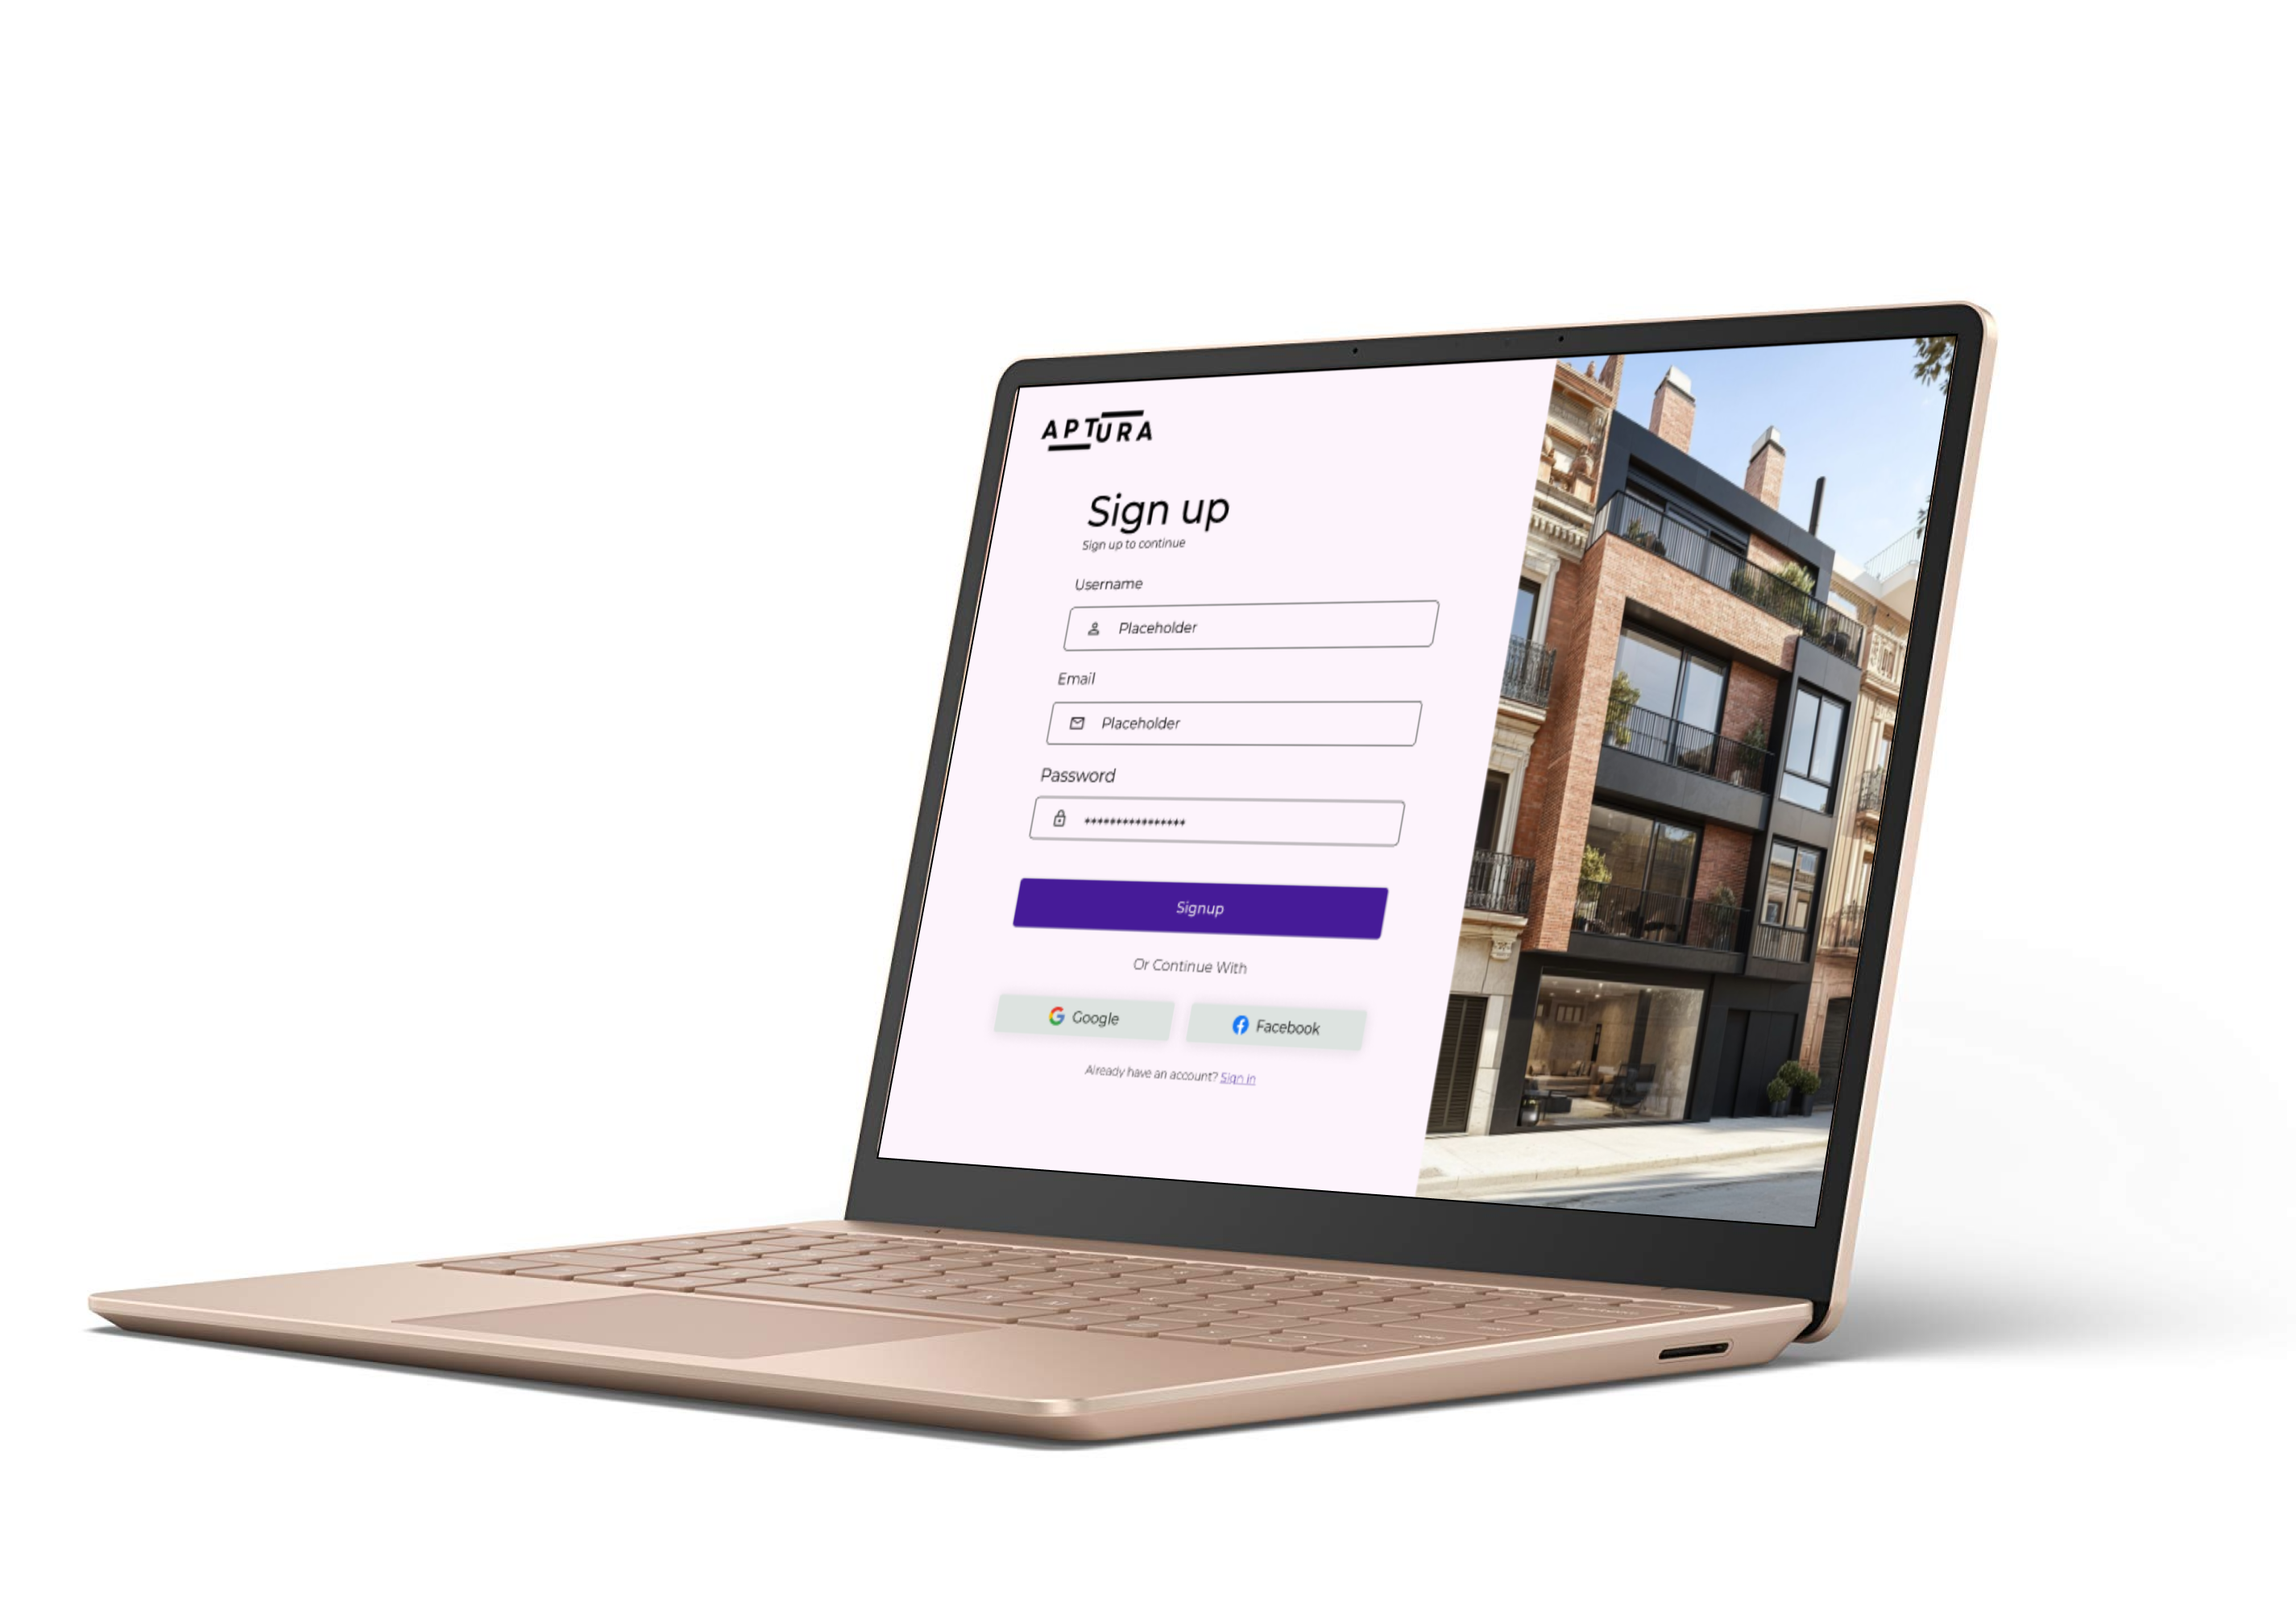 APTURA
Sign up
Sign up to continue
Username
Placeholder
Email
Placeholder
Password
****************
Signup
Or Continue With
Google
Facebook
Already have an account? Sign in